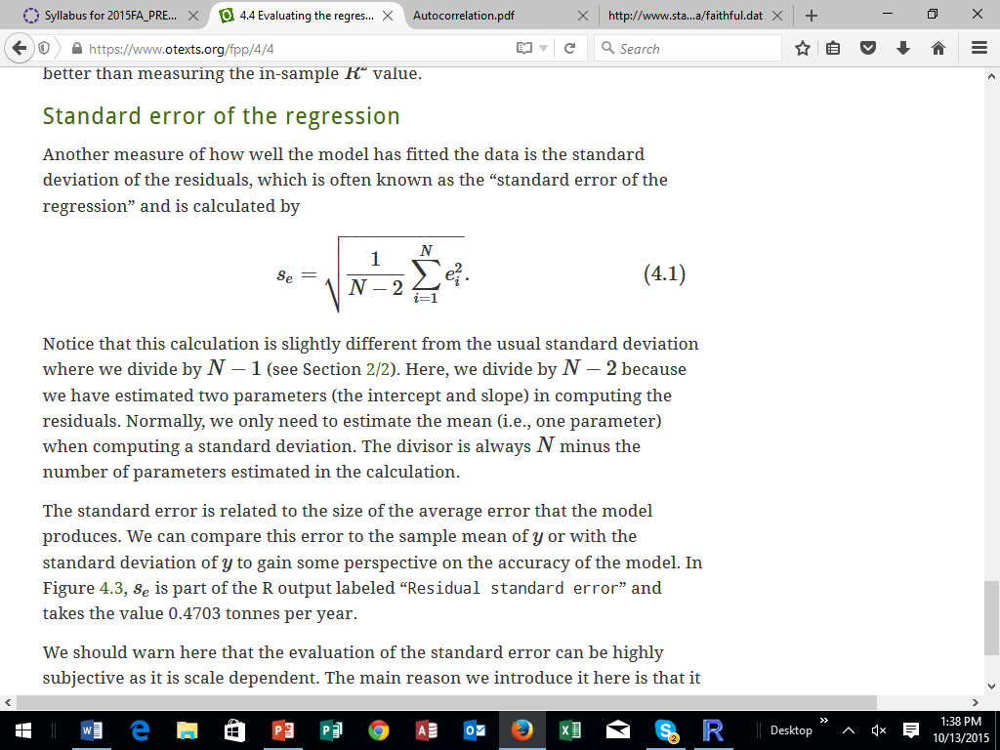 Syllabus for 2015FA_PRE... 4.4 Evaluating the regres... Autocorrelation.pdf http://www.sta...a/faithful.dat
https://www.otexts.org/fpp/4/4 Search
better than measuring the in-sample R² value.
Standard error of the regression
Another measure of how well the model has fitted the data is the standard
deviation of the residuals, which is often known as the “standard error of the
regression” and is calculated by
sₑ = √(1/(N − 2) ∑_{i=1}^{N} e_i^2). (4.1)
Notice that this calculation is slightly different from the usual standard deviation
where we divide by N − 1 (see Section 2/2). Here, we divide by N − 2 because
we have estimated two parameters (the intercept and slope) in computing the
residuals. Normally, we only need to estimate the mean (i.e., one parameter)
when computing a standard deviation. The divisor is always N minus the
number of parameters estimated in the calculation.
The standard error is related to the size of the average error that the model
produces. We can compare this error to the sample mean of y or with the
standard deviation of y to gain some perspective on the accuracy of the model. In
Figure 4.3, sₑ is part of the R output labeled “Residual standard error” and
takes the value 0.4703 tonnes per year.
We should warn here that the evaluation of the standard error can be highly
subjective as it is scale dependent. The main reason we introduce it here is that it
Desktop 1:38 PM
10/13/2015